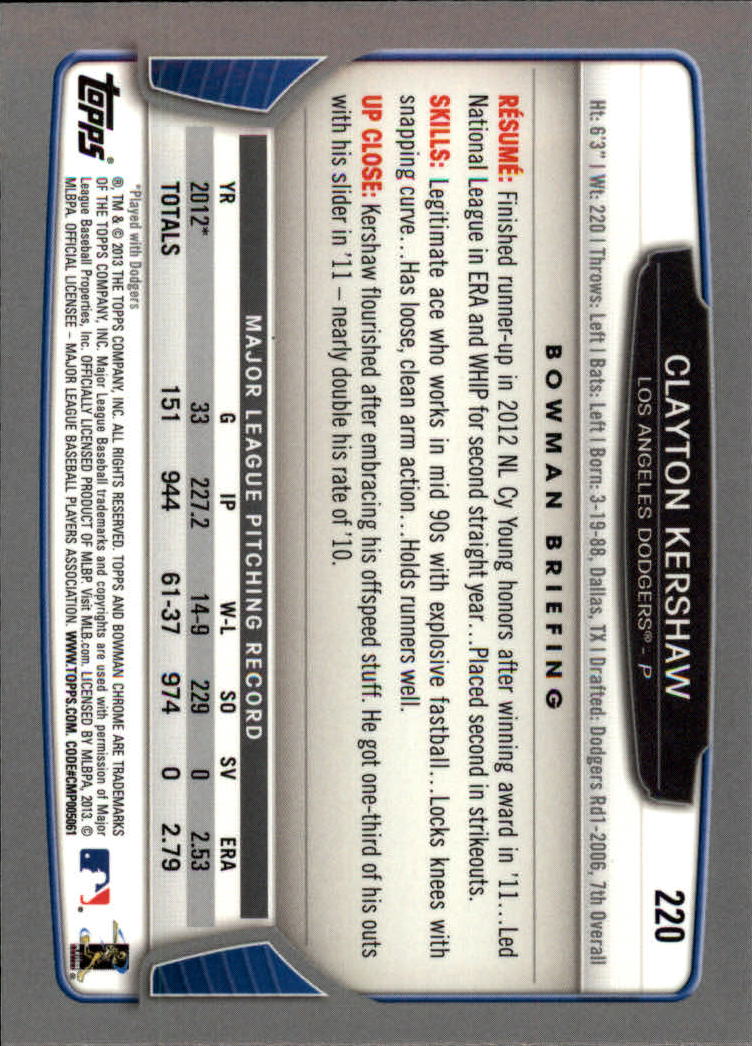 220
CLAYTON KERSHAW
LOS ANGELES DODGERS® - P
Ht: 6'3" | Wt: 220 | Throws: Left | Bats: Left | Born: 3-19-88, Dallas, TX | Drafted: Dodgers Rd1-2006, 7th Overall
BOWMAN BRIEFING
RÉSUMÉ: Finished runner-up in 2012 NL Cy Young honors after winning award in '11...Led
National League in ERA and WHIP for second straight year...Placed second in strikeouts.
SKILLS: Legitimate ace who works in mid 90s with explosive fastball...Locks knees with
snapping curve...Has loose, clean arm action...Holds runners well.
UP CLOSE: Kershaw flourished after embracing his offspeed stuff. He got one-third of his outs
with his slider in '11 – nearly double his rate of '10.
MAJOR LEAGUE PITCHING RECORD
YR G IP W-L SO SV ERA
2012* 33 227.2 14-9 229 0 2.53
TOTALS 151 944 61-37 974 0 2.79
*Played with Dodgers
®, TM & © 2013 THE TOPPS COMPANY, INC. ALL RIGHTS RESERVED. TOPPS AND BOWMAN CHROME ARE TRADEMARKS
OF THE TOPPS COMPANY, INC. Major League Baseball trademarks and copyrights are used with permission of Major
League Baseball Properties, Inc. OFFICIALLY LICENSED PRODUCT OF MLBP. Visit MLB.com. LICENSED BY MLBPA, 2013. ©
MLBPA. OFFICIAL LICENSEE – MAJOR LEAGUE BASEBALL PLAYERS ASSOCIATION. WWW.TOPPS.COM. CODE#CMP005061
topps®